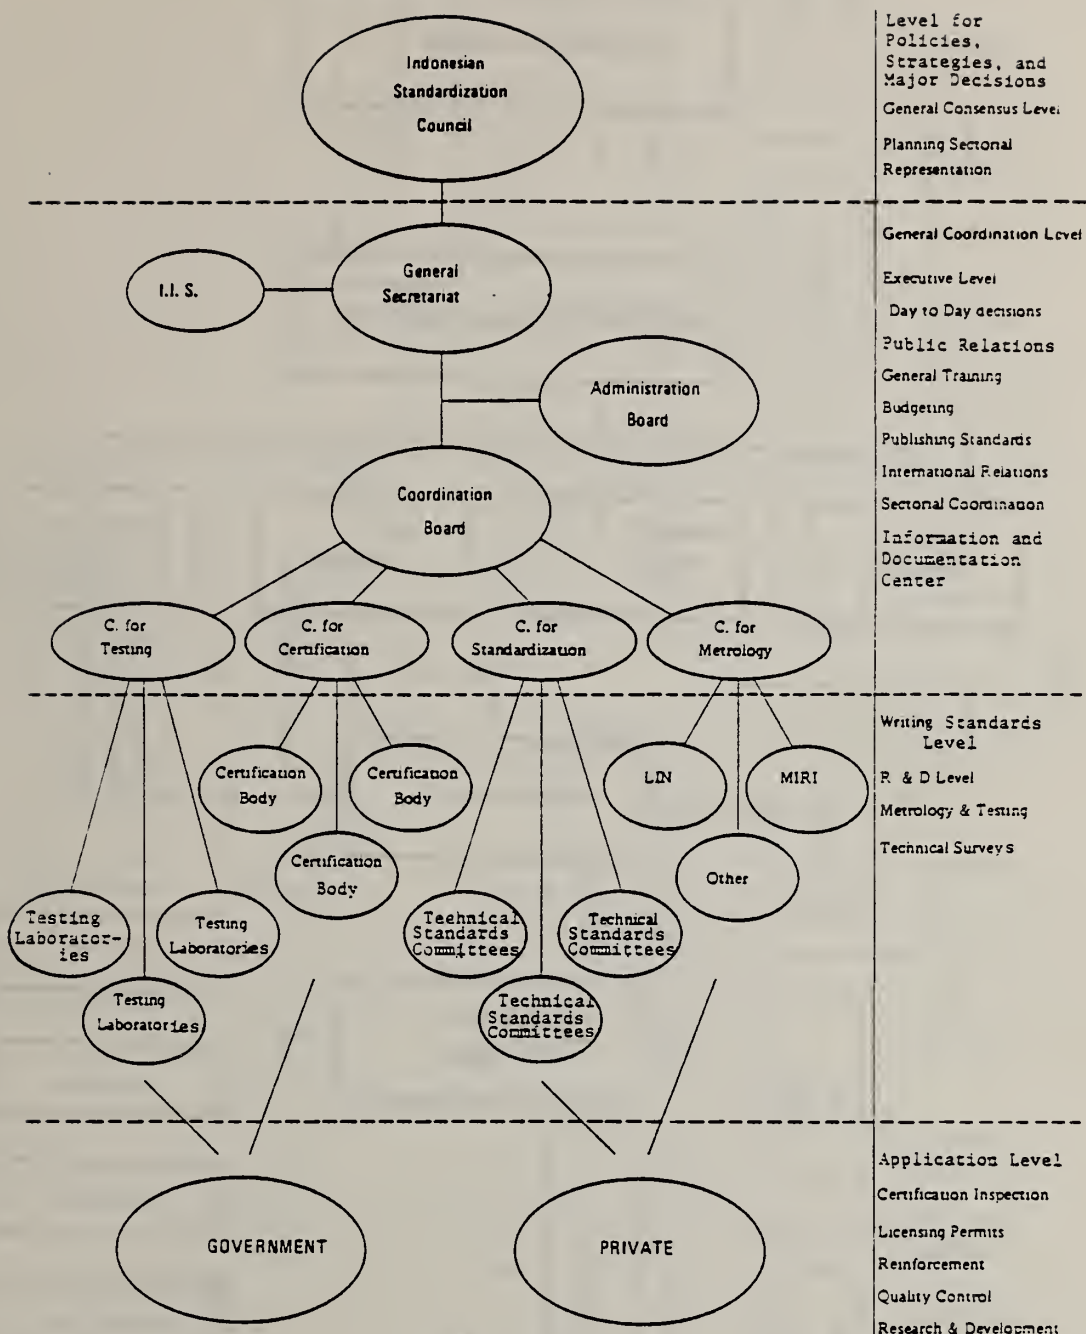 Indonesian
Standardization
Council
Level for
Policies,
Strategies, and
Major Decisions
General Consensus Level
Planning Sectoral
Representation
I.I. S.
General
Secretariat
Administration
Board
Coordination
Board
C. for
Testing
C. for
Certification
C. for
Standardization
C. for
Metrology
General Coordination Level
Executive Level
Day to Day decisions
Public Relations
General Training
Budgeting
Publishing Standards
International Relations
Sectoral Coordination
Information and
Documentation
Center
Certification
Body
Certification
Body
Certification
Body
LIN
MIRI
Other
Testing
Laborator-
ies
Testing
Laboratories
Testing
Laboratories
Technical
Standards
Committees
Technical
Standards
Committees
Technical
Standards
Committees
Writing Standards
Level
R & D Level
Metrology & Testing
Technical Surveys
GOVERNMENT
PRIVATE
Application Level
Certification Inspection
Licensing Permits
Reinforcement
Quality Control
Research & Development